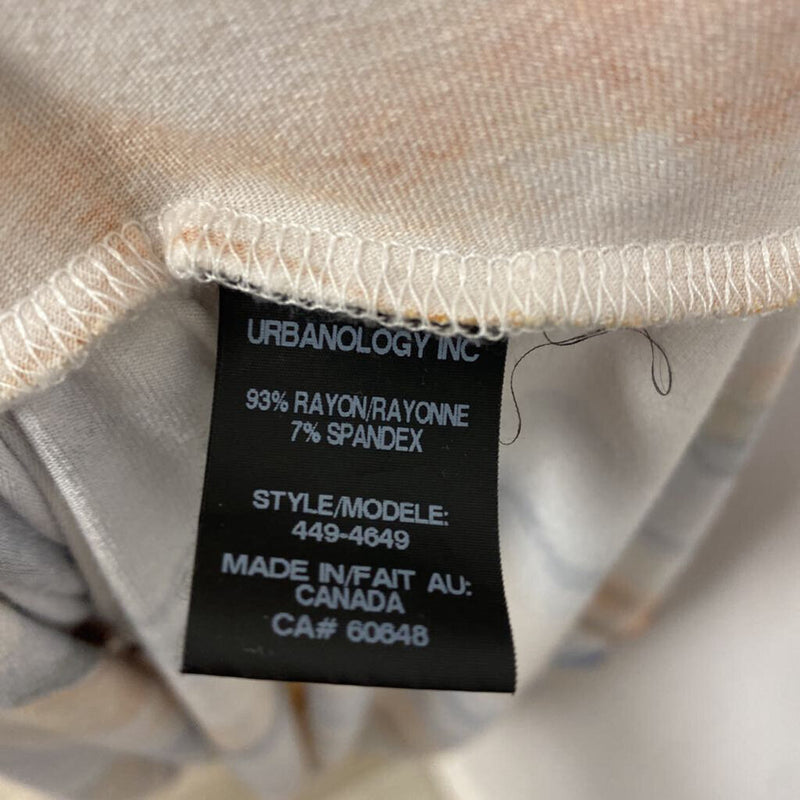 URBANOLOGY INC
93% RAYON/RAYONNE
7% SPANDEX
STYLE/MODELE:
449-4649
MADE IN/FAIT AU:
CANADA
CA# 60648